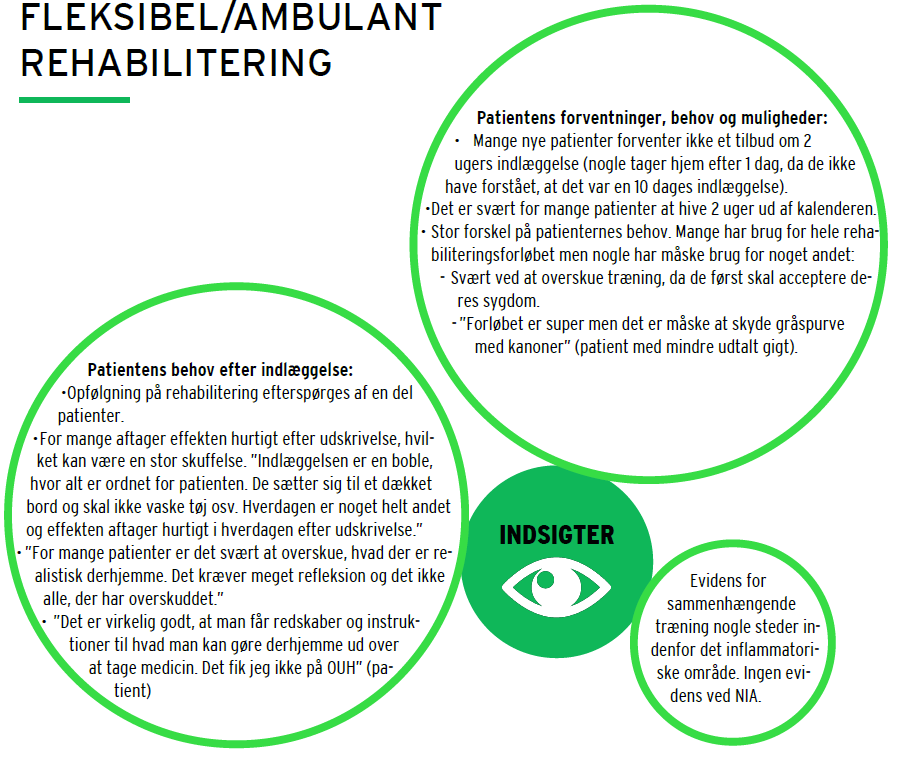 FLEKSIBEL/AMBULANT
REHABILITERING
Patientens forventninger, behov og muligheder:
• Mange nye patienter forventer ikke et tilbud om 2
ugers indlæggelse (nogle tager hjem efter 1 dag, da de ikke
have forstået, at det var en 10 dages indlæggelse).
•Det er svært for mange patienter at hive 2 uger ud af kalenderen.
• Stor forskel på patienternes behov. Mange har brug for hele reha-
biliteringsforløbet men nogle har måske brug for noget andet:
- Svært ved at overskue træning, da de først skal acceptere de-
res sygdom.
-"Forløbet er super men det er måske at skyde gråspurve
med kanoner" (patient med mindre udtalt gigt).
Patientens behov efter indlæggelse:
•Opfølgning på rehabilitering efterspørges af en del
patienter.
•For mange aftager effekten hurtigt efter udskrivelse, hvil-
ket kan være en stor skuffelse. "Indlæggelsen er en boble,
hvor alt er ordnet for patienten. De sætter sig til et dækket
bord og skal ikke vaske tøj osv. Hverdagen er noget helt andet
og effekten aftager hurtigt i hverdagen efter udskrivelse."
•"For mange patienter er det svært at overskue, hvad der er re-
alistisk derhjemme. Det kræver meget refleksion og det ikke
alle, der har overskuddet."
• "Det er virkelig godt, at man får redskaber og instruk-
tioner til hvad man kan gøre derhjemme ud over
at tage medicin. Det fik jeg ikke på OUH" (pa-
tient)
INDSIGTER
Evidens for
sammenhængende
træning nogle steder in-
denfor det inflammatori-
ske område. Ingen evi-
dens ved NIA.